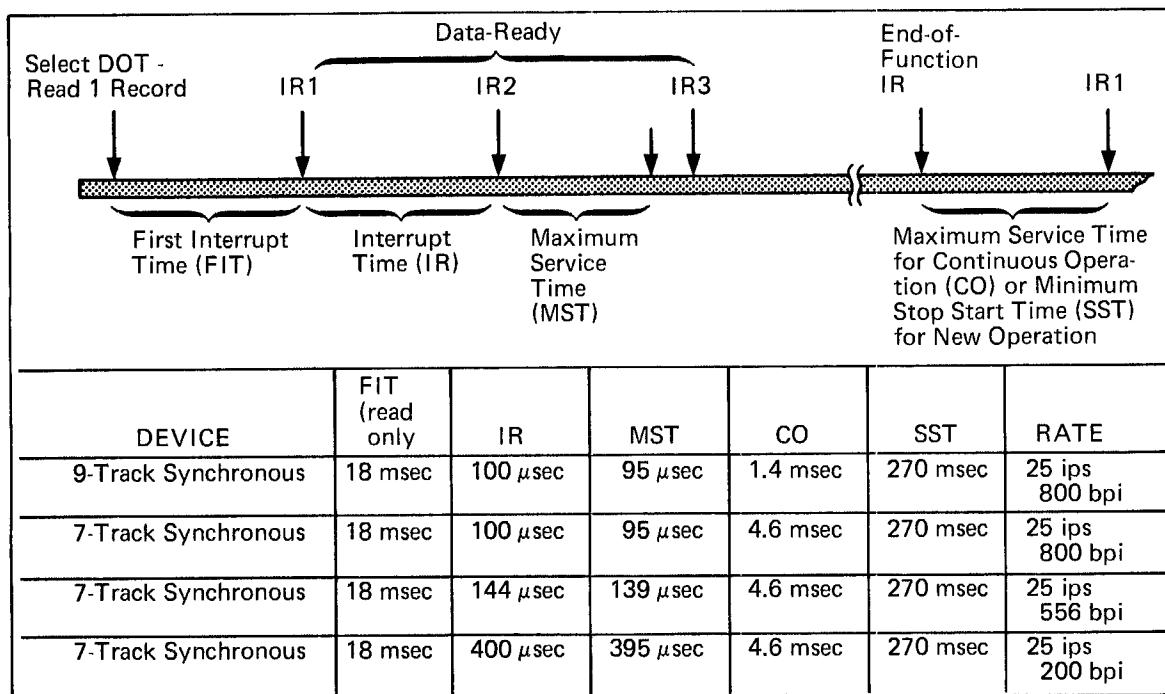 Data-Ready
End-of-
Function
Select DOT -
Read 1 Record
IR1
IR2
IR3
IR
IR1
First Interrupt
Time (FIT)
Interrupt
Time (IR)
Maximum
Service
Time
(MST)
Maximum Service Time
for Continuous Opera-
tion (CO) or Minimum
Stop Start Time (SST)
for New Operation
DEVICE
FIT
(read
only
IR
MST
CO
SST
RATE
9-Track Synchronous
18 msec
100 μsec
95 μsec
1.4 msec
270 msec
25 ips
800 bpi
7-Track Synchronous
18 msec
100 μsec
95 μsec
4.6 msec
270 msec
25 ips
800 bpi
7-Track Synchronous
18 msec
144 μsec
139 μsec
4.6 msec
270 msec
25 ips
556 bpi
7-Track Synchronous
18 msec
400 μsec
395 μsec
4.6 msec
270 msec
25 ips
200 bpi